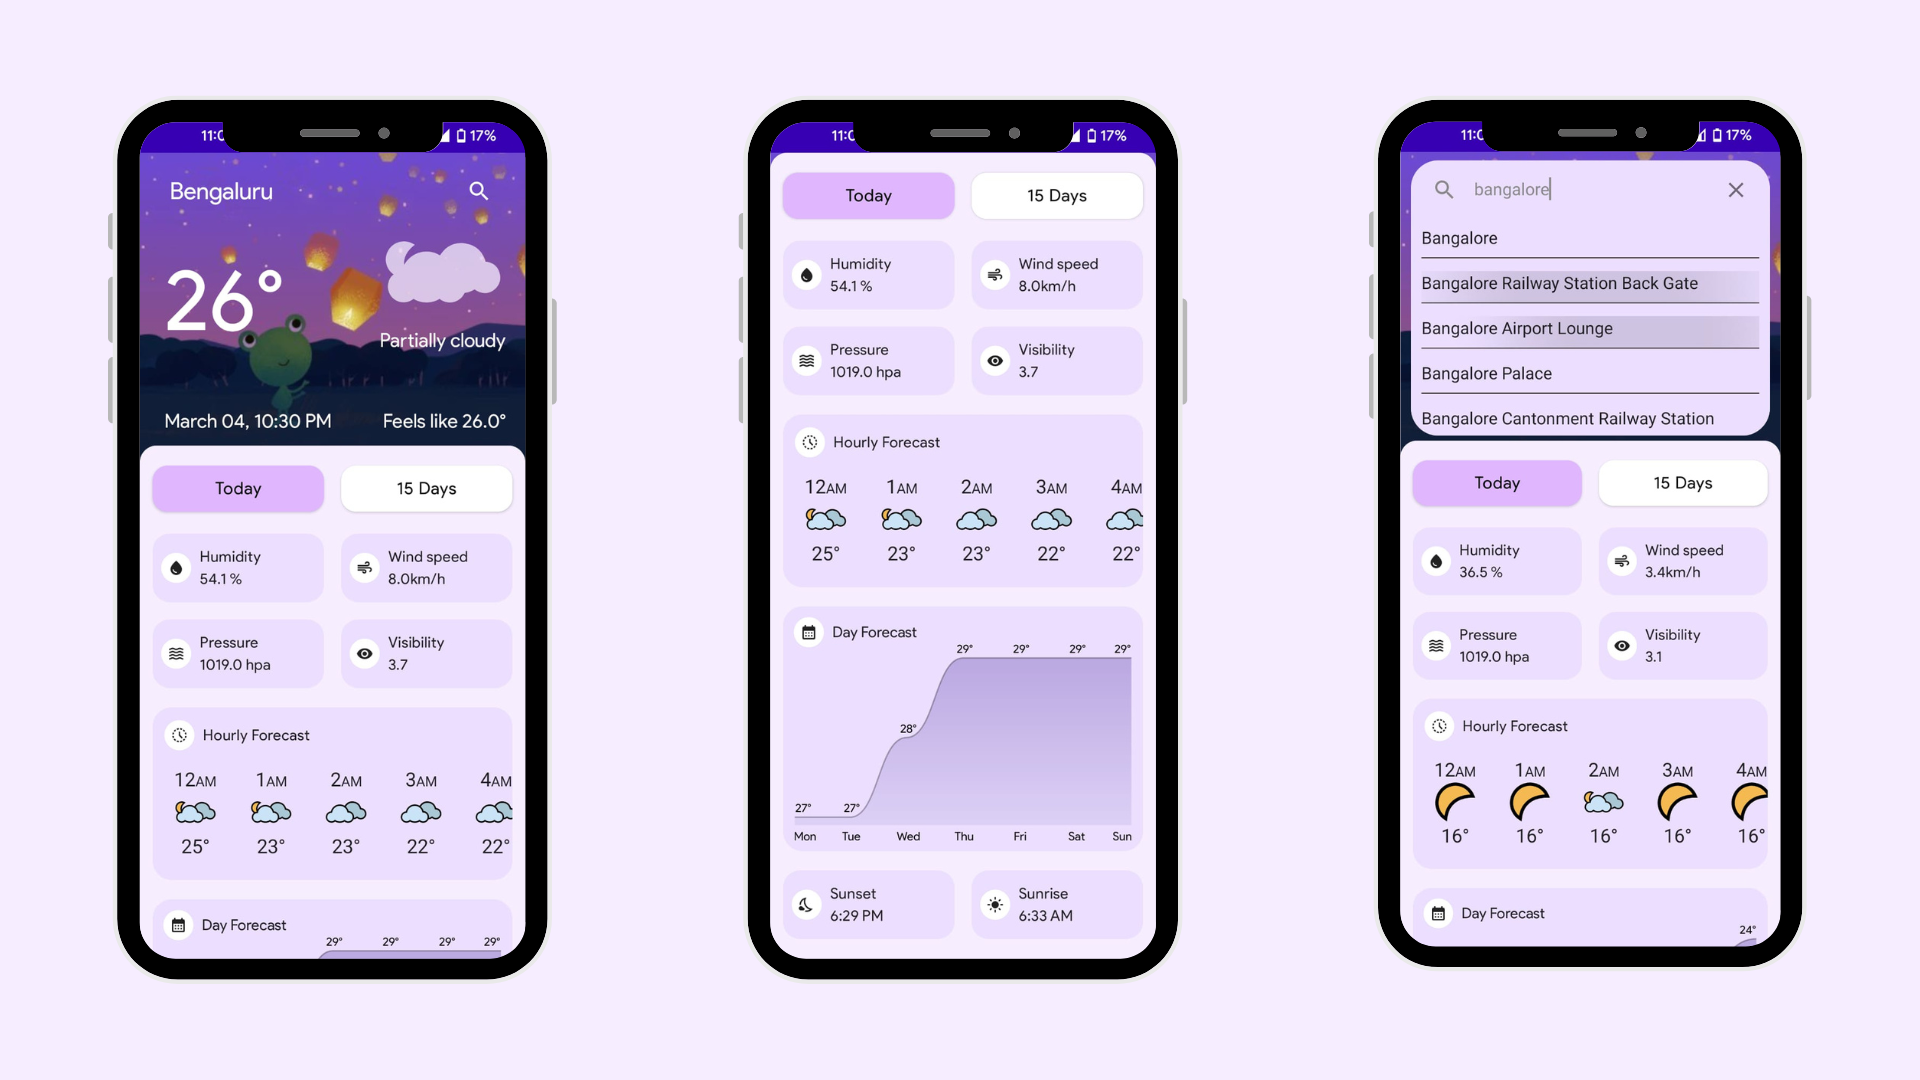 11:0 17%
Bengaluru
26°
Partially cloudy
March 04, 10:30 PM Feels like 26.0°
Today 15 Days
Humidity
54.1 %
Wind speed
8.0km/h
Pressure
1019.0 hpa
Visibility
3.7
Hourly Forecast
12AM 1AM 2AM 3AM 4AM
25° 23° 23° 22° 22°
Day Forecast
29° 29° 29° 29°
11:0 17%
Today 15 Days
Humidity
54.1 %
Wind speed
8.0km/h
Pressure
1019.0 hpa
Visibility
3.7
Hourly Forecast
12AM 1AM 2AM 3AM 4AM
25° 23° 23° 22° 22°
Day Forecast
29° 29° 29° 29°
28°
27° 27°
Mon Tue Wed Thu Fri Sat Sun
Sunset
6:29 PM
Sunrise
6:33 AM
11:0 17%
bangalore
Bangalore
Bangalore Railway Station Back Gate
Bangalore Airport Lounge
Bangalore Palace
Bangalore Cantonment Railway Station
Today 15 Days
Humidity
36.5 %
Wind speed
3.4km/h
Pressure
1019.0 hpa
Visibility
3.1
Hourly Forecast
12AM 1AM 2AM 3AM 4AM
16° 16° 16° 16° 16°
Day Forecast
24°